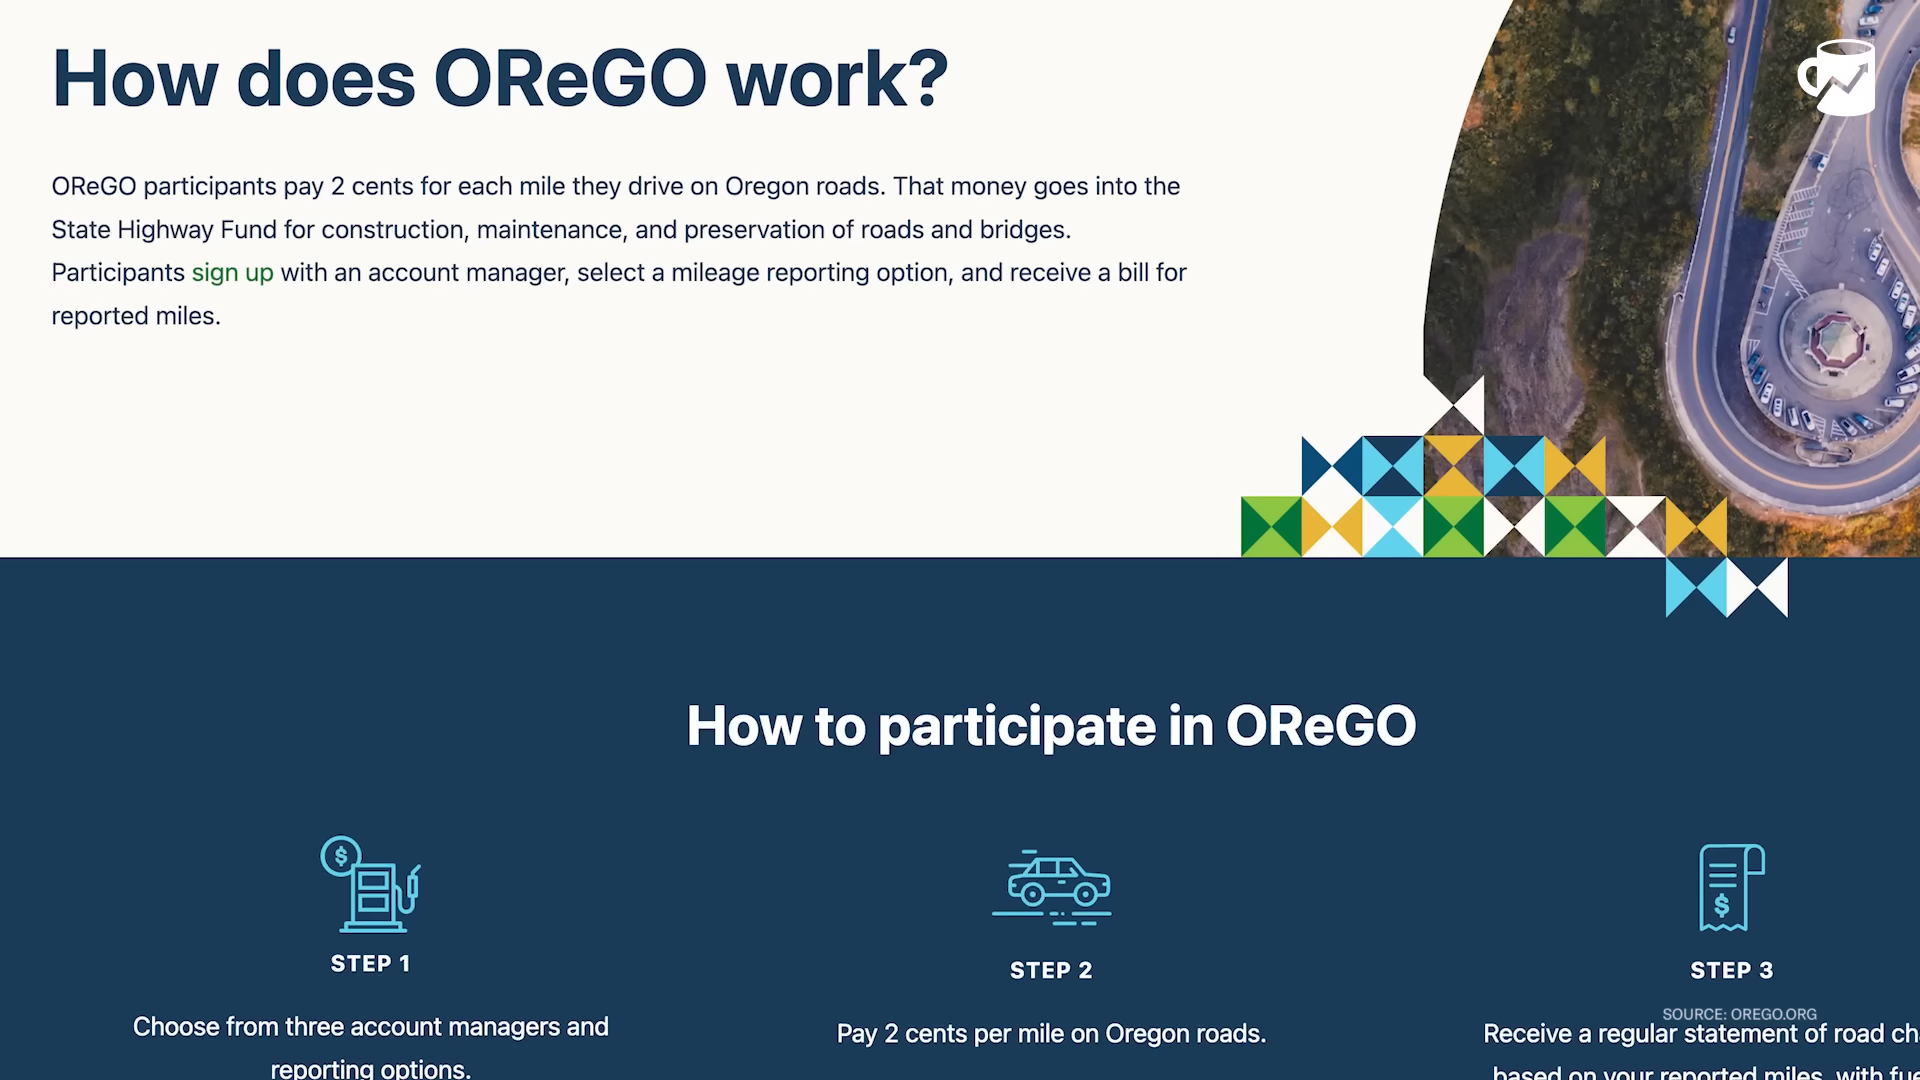 How does OReGO work?
OReGO participants pay 2 cents for each mile they drive on Oregon roads. That money goes into the
State Highway Fund for construction, maintenance, and preservation of roads and bridges.
Participants sign up with an account manager, select a mileage reporting option, and receive a bill for
reported miles.
How to participate in OReGO
$
STEP 1
Choose from three account managers and
reporting options.
STEP 2
Pay 2 cents per mile on Oregon roads.
$
STEP 3
SOURCE: OREGO.ORG
Receive a regular statement of road
based on your reported miles, with